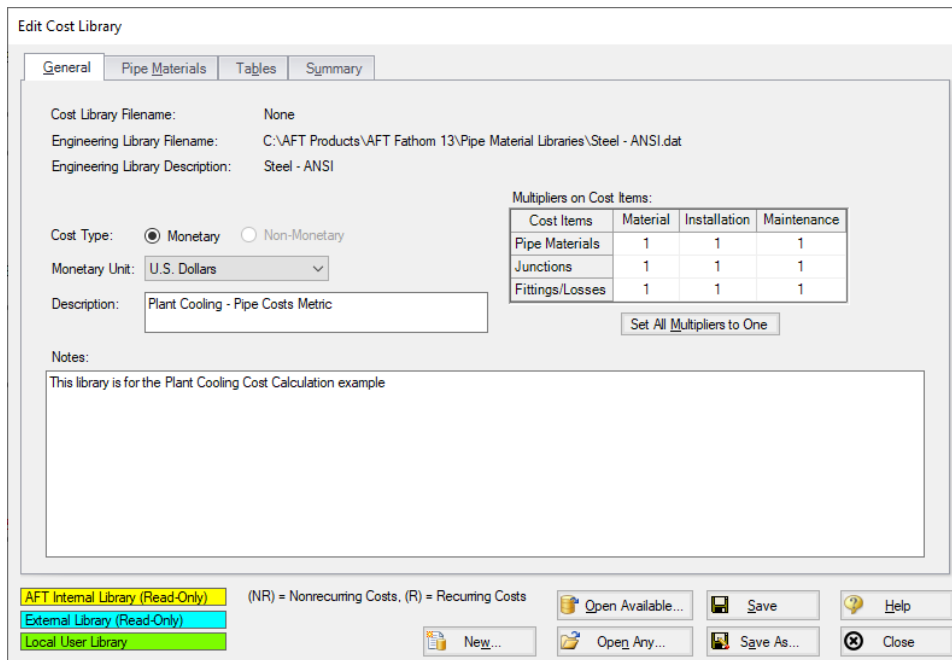 Edit Cost Library
General Pipe Materials Tables Summary
Cost Library Filename: None
Engineering Library Filename: C:\AFT Products\AFT Fathom 13\Pipe Material Libraries\Steel - ANSI.dat
Engineering Library Description: Steel - ANSI
Multipliers on Cost Items:
Cost Items Material Installation Maintenance
Pipe Materials 1 1 1
Junctions 1 1 1
Fittings/Losses 1 1 1
Set All Multipliers to One
Cost Type: Monetary Non-Monetary
Monetary Unit: U.S. Dollars
Description: Plant Cooling - Pipe Costs Metric
Notes:
This library is for the Plant Cooling Cost Calculation example
AFT Internal Library (Read-Only)
External Library (Read-Only)
Local User Library
(NR) = Nonrecurring Costs, (R) = Recurring Costs
Open Available... Save Help
New... Open Any... Save As... Close